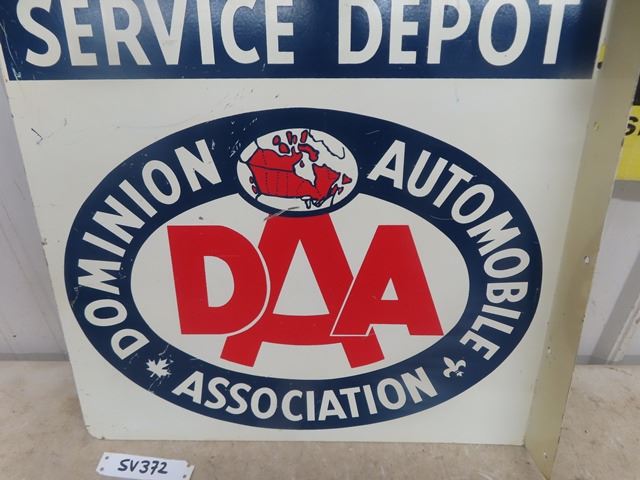 SERVICE DEPOT
DOMINION AUTOMOBILE
DAA
ASSOCIATION
SV372